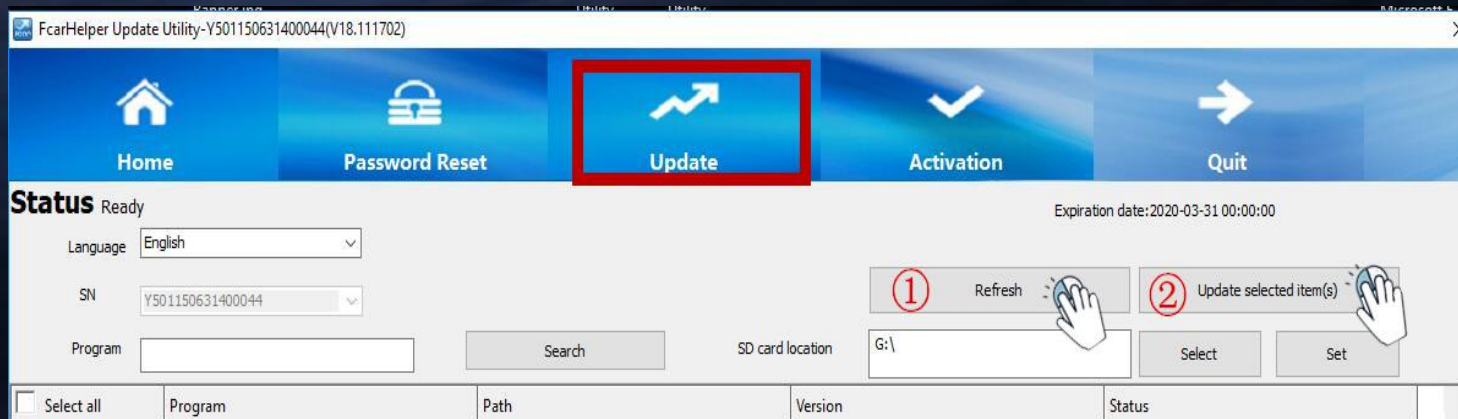 FcarHelper Update Utility-Y501150631400044(V18.111702)
Home
Password Reset
Update
Activation
Quit
Status Ready
Expiration date:2020-03-31 00:00:00
Language English
SN Y501150631400044
① Refresh
② Update selected item(s)
Program
Search
SD card location G:\
Select
Set
Select all Program Path Version Status